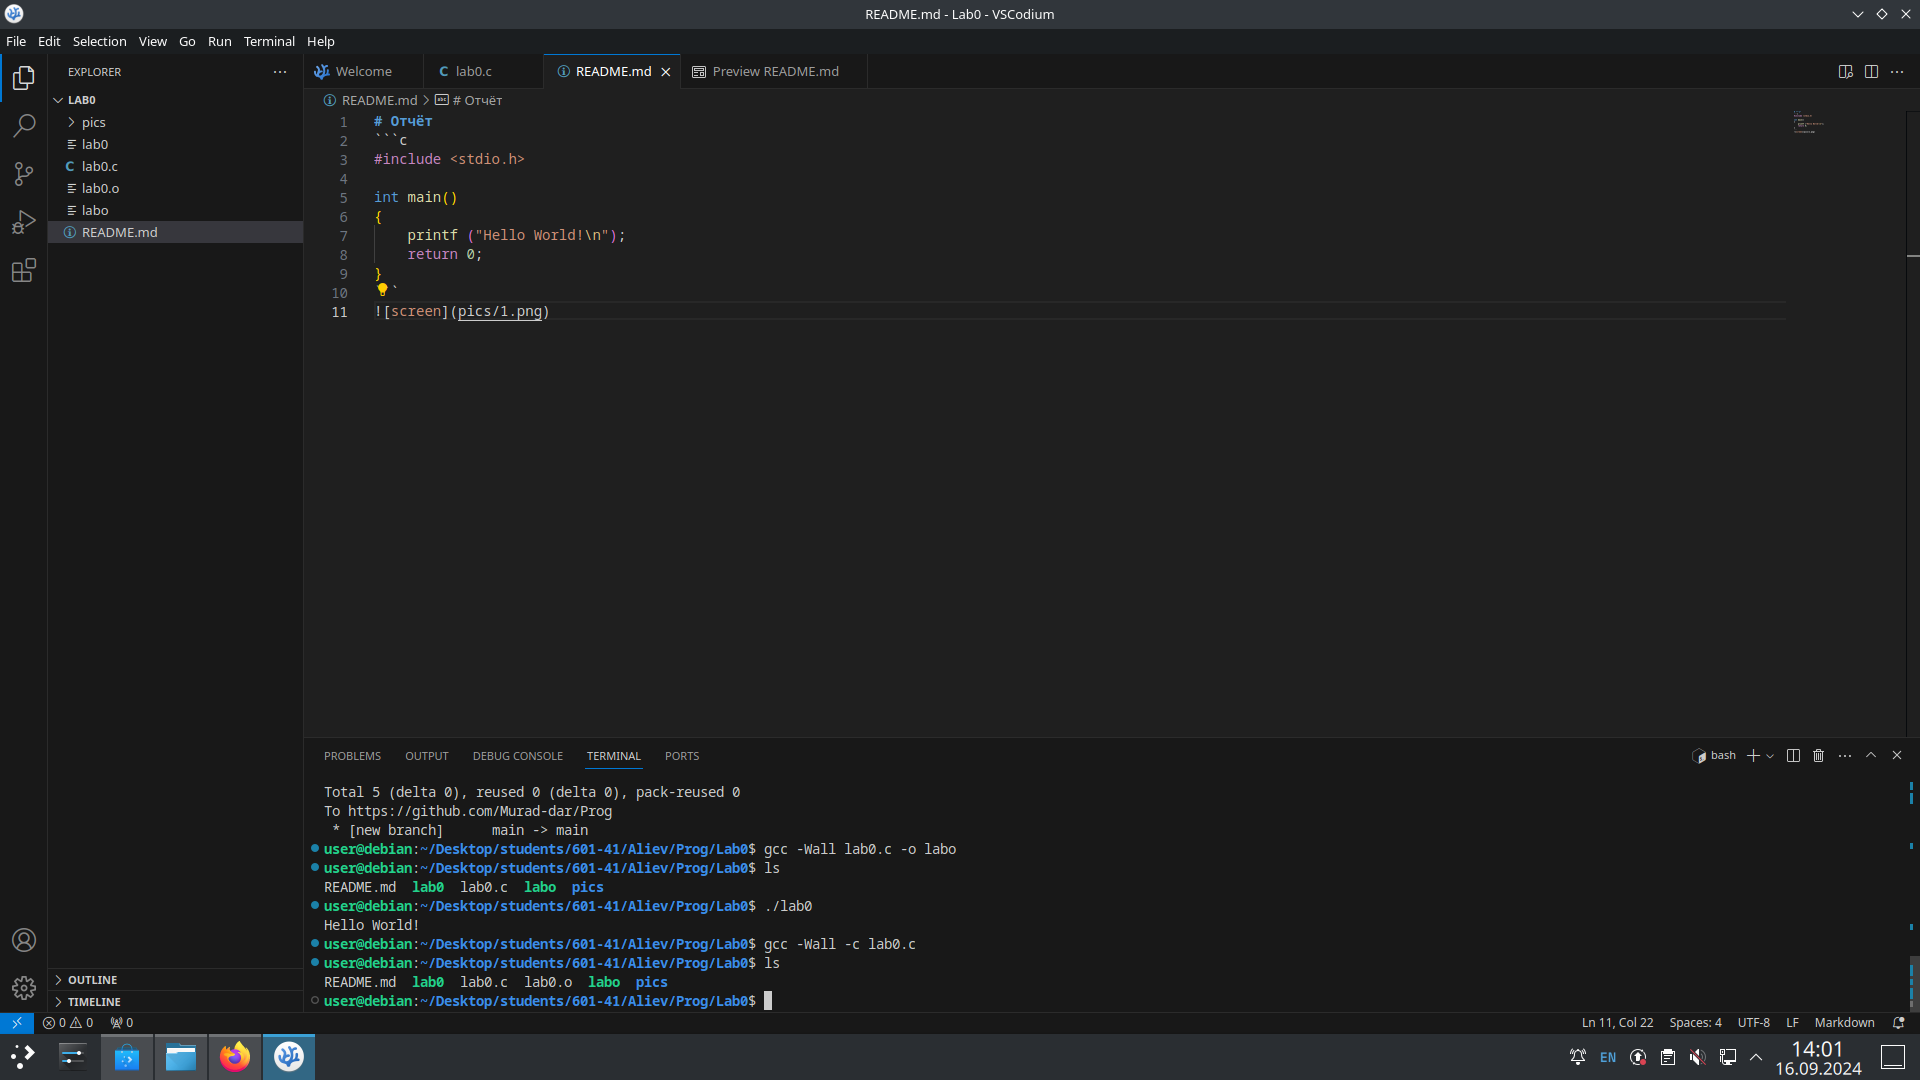 README.md - Lab0 - VSCodium
File Edit Selection View Go Run Terminal Help
EXPLORER
LAB0
pics
lab0
C lab0.c
lab0.o
labo
README.md
OUTLINE
TIMELINE
Welcome
C lab0.c
README.md
Preview README.md
README.md > # Отчёт
1 # Отчёт
2 ```c
3 #include <stdio.h>
4
5 int main()
6 {
7 printf ("Hello World!\n");
8 return 0;
9 }
10 `
11 ![screen](pics/1.png)
PROBLEMS OUTPUT DEBUG CONSOLE TERMINAL PORTS
bash
Total 5 (delta 0), reused 0 (delta 0), pack-reused 0
To https://github.com/Murad-dar/Prog
* [new branch] main -> main
user@debian:~/Desktop/students/601-41/Aliev/Prog/Lab0$ gcc -Wall lab0.c -o labo
user@debian:~/Desktop/students/601-41/Aliev/Prog/Lab0$ ls
README.md lab0 lab0.c labo pics
user@debian:~/Desktop/students/601-41/Aliev/Prog/Lab0$ ./lab0
Hello World!
user@debian:~/Desktop/students/601-41/Aliev/Prog/Lab0$ gcc -Wall -c lab0.c
user@debian:~/Desktop/students/601-41/Aliev/Prog/Lab0$ ls
README.md lab0 lab0.c lab0.o labo pics
user@debian:~/Desktop/students/601-41/Aliev/Prog/Lab0$
0 0 0
Ln 11, Col 22 Spaces: 4 UTF-8 LF Markdown
EN
14:01
16.09.2024